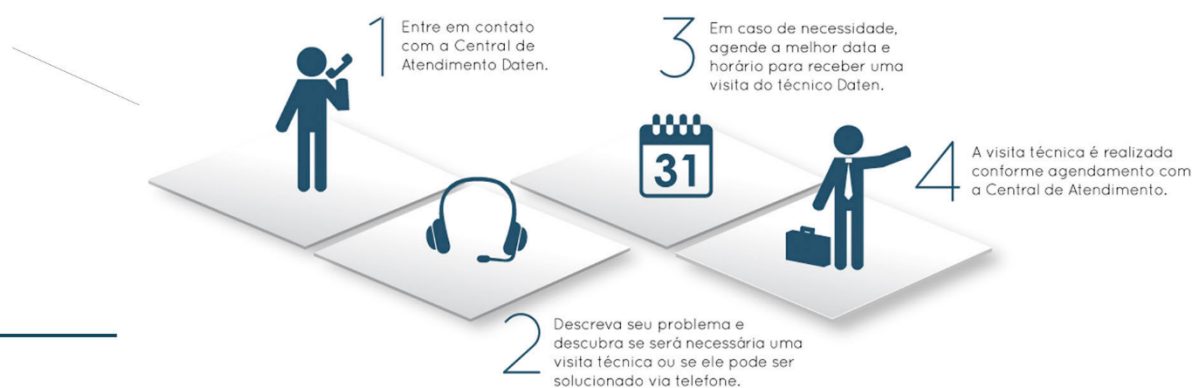 1
Entre em contato
com a Central de
Atendimento Daten.
2
Descreva seu problema e
descubra se será necessária uma
visita técnica ou se ele pode ser
solucionado via telefone.
3
Em caso de necessidade,
agende a melhor data e
horário para receber uma
visita do técnico Daten.
31
4
A visita técnica é realizada
conforme agendamento com
a Central de Atendimento.